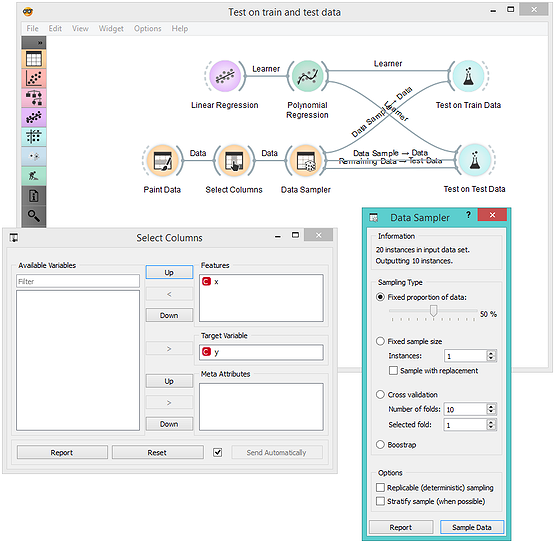 Test on train and test data
File Edit View Widget Options Help
»
Learner
Learner
Linear Regression
Polynomial
Regression
Test on Train Data
Data Sample → Data
Learner
Data
Data
Data Sample → Data
Remaining Data → Test Data
Paint Data
Select Columns
Data Sampler
Test on Test Data
Select Columns
Available Variables
Filter
Up
<
Down
>
Up
>
Down
Features
C x
Target Variable
C y
Meta Attributes
Report
Reset
Send Automatically
Data Sampler
?
Information
20 instances in input data set.
Outputting 10 instances.
Sampling Type
Fixed proportion of data:
50 %
Fixed sample size
Instances: 1
Sample with replacement
Cross validation
Number of folds: 10
Selected fold: 1
Boostrap
Options
Replicable (deterministic) sampling
Stratify sample (when possible)
Report
Sample Data